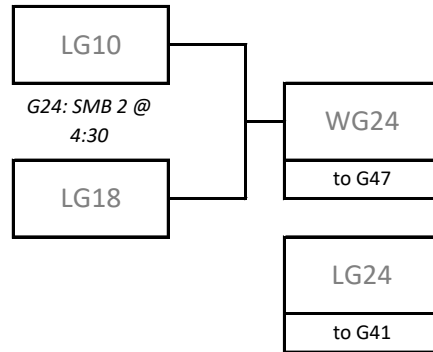 LG10
G24: SMB 2 @
4:30
LG18
WG24
to G47
LG24
to G41